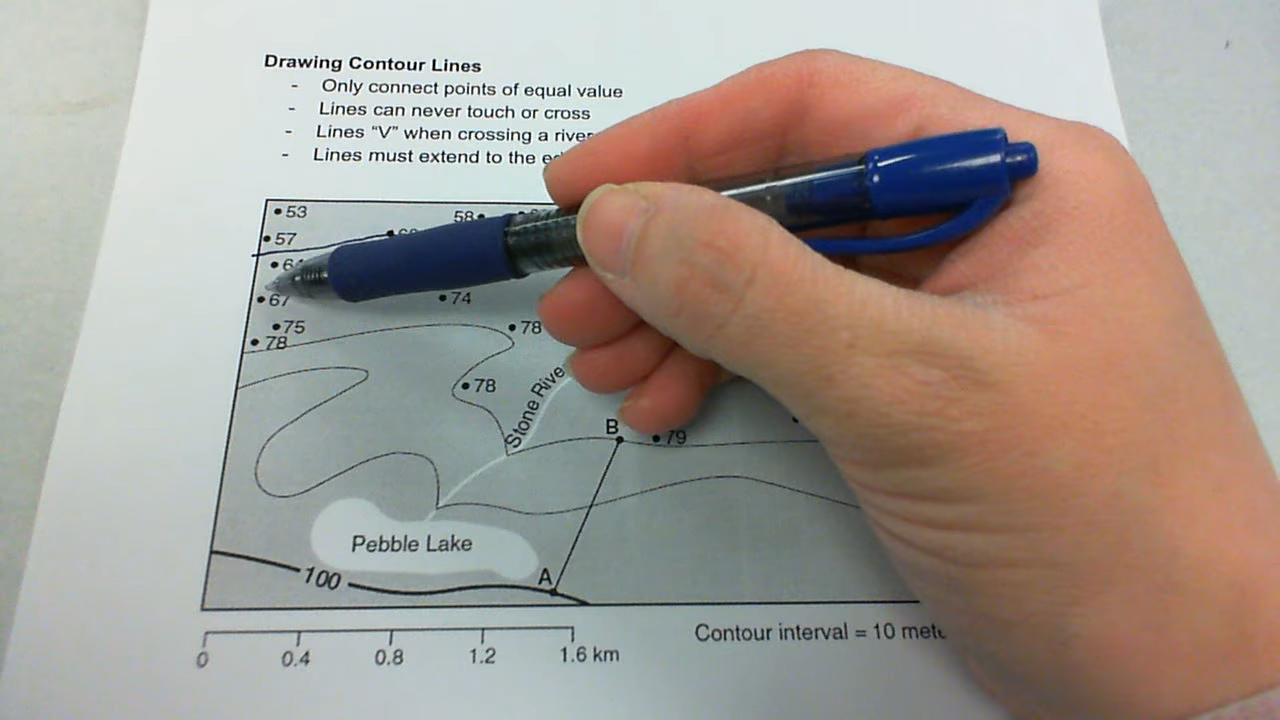 Drawing Contour Lines
- Only connect points of equal value
- Lines can never touch or cross
- Lines “V” when crossing a
- Lines must extend to the
53
58
57
67
74
75
78
78
78
Stone River
B
79
Pebble Lake
A
100
Contour interval = 10
0 0.4 0.8 1.2 1.6 km